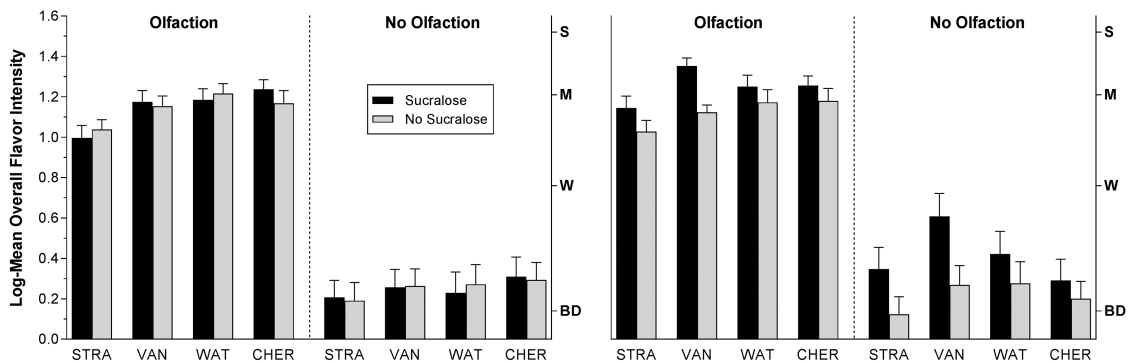 Log-Mean Overall Flavor Intensity
1.6
1.4
1.2
1.0
0.8
0.6
0.4
0.2
0.0
Olfaction
No Olfaction
Sucralose
No Sucralose
S
M
W
BD
STRA VAN WAT CHER STRA VAN WAT CHER
Olfaction
No Olfaction
S
M
W
BD
STRA VAN WAT CHER STRA VAN WAT CHER